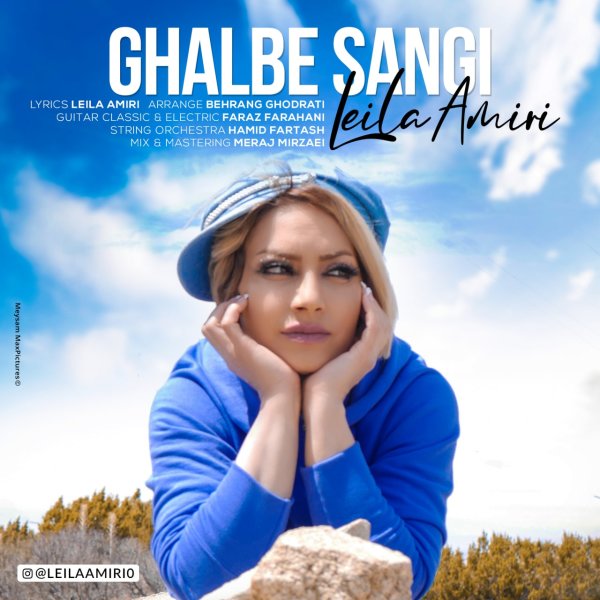 GHALBE SANGI
LeiLa Amiri
LYRICS LEILA AMIRI ARRANGE BEHRANG GHODRATI
GUITAR CLASSIC & ELECTRIC FARAZ FARAHANI
STRING ORCHESTRA HAMID FARTASH
MIX & MASTERING MERAJ MIRZAEI
Meysam MaxPictures ©
@LEILAAMIRI0